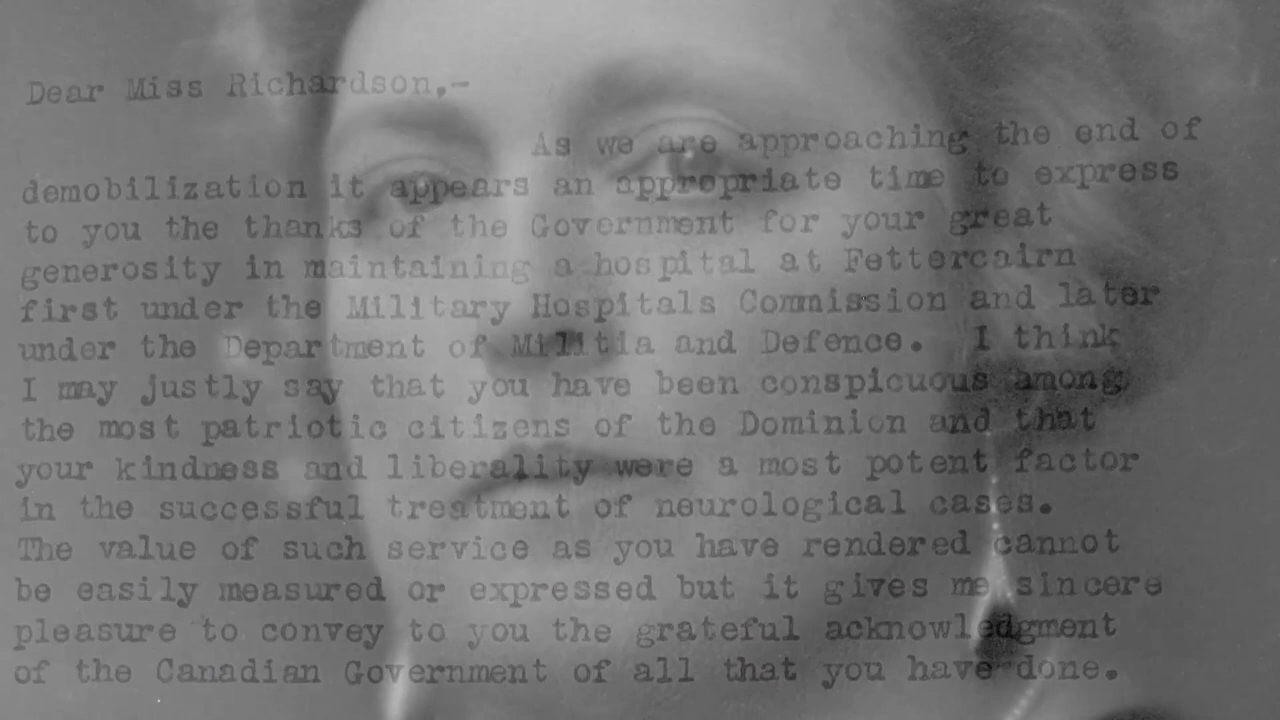 Dear Miss Richardson,-
As we are approaching the end of
demobilization it appears an appropriate time to express
to you the thanks of the Government for your great
generosity in maintaining a hospital at Fettercairn
first under the Military Hospitals Commission and later
under the Department of Militia and Defence. I think
I may justly say that you have been conspicuous among
the most patriotic citizens of the Dominion and that
your kindness and liberality were a most potent factor
in the successful treatment of neurological cases.
The value of such service as you have rendered cannot
be easily measured or expressed but it gives me sincere
pleasure to convey to you the grateful acknowledgment
of the Canadian Government of all that you have done.